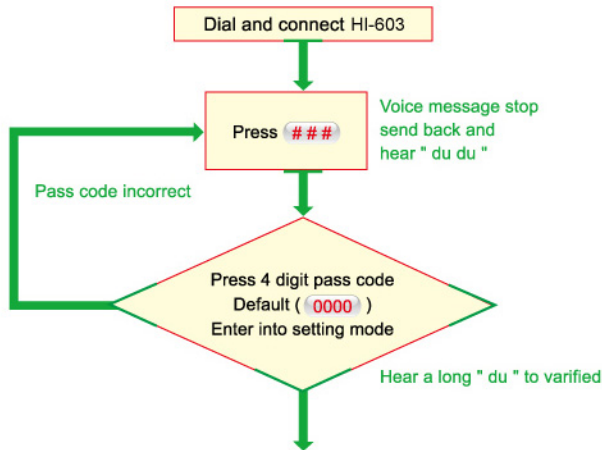 Dial and connect HI-603
Press ###
Voice message stop
send back and
hear " du du "
Pass code incorrect
Press 4 digit pass code
Default ( 0000 )
Enter into setting mode
Hear a long " du " to varified